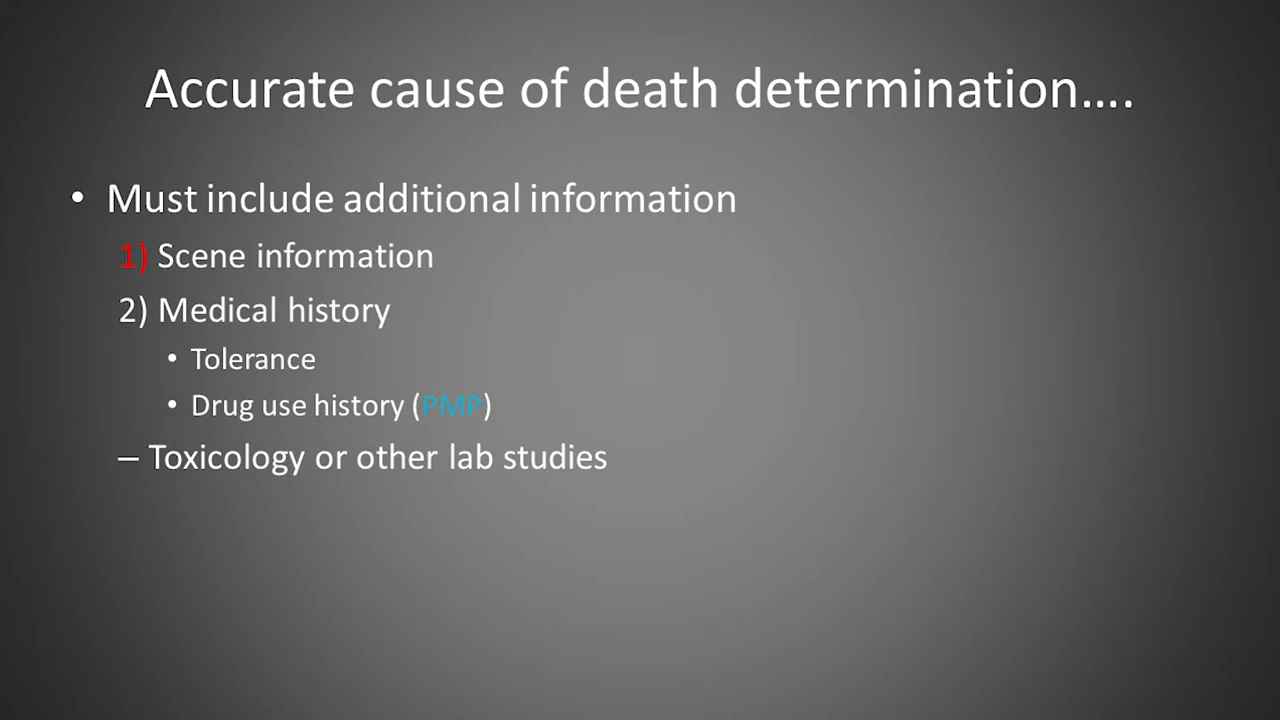 Accurate cause of death determination....
• Must include additional information
1) Scene information
2) Medical history
• Tolerance
• Drug use history (PMP)
– Toxicology or other lab studies